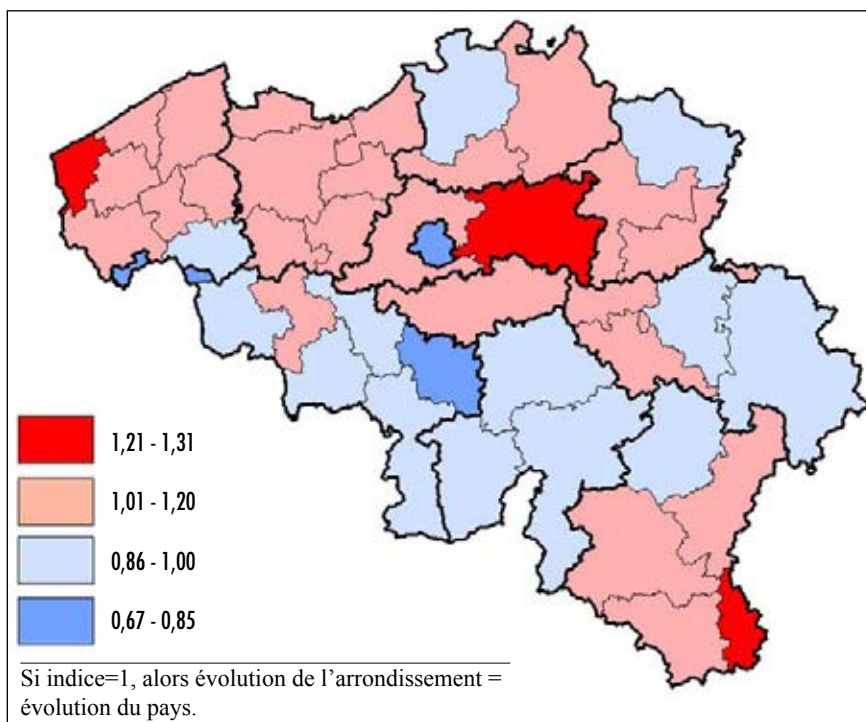 1,21 - 1,31
1,01 - 1,20
0,86 - 1,00
0,67 - 0,85
Si indice=1, alors évolution de l’arrondissement =
évolution du pays.